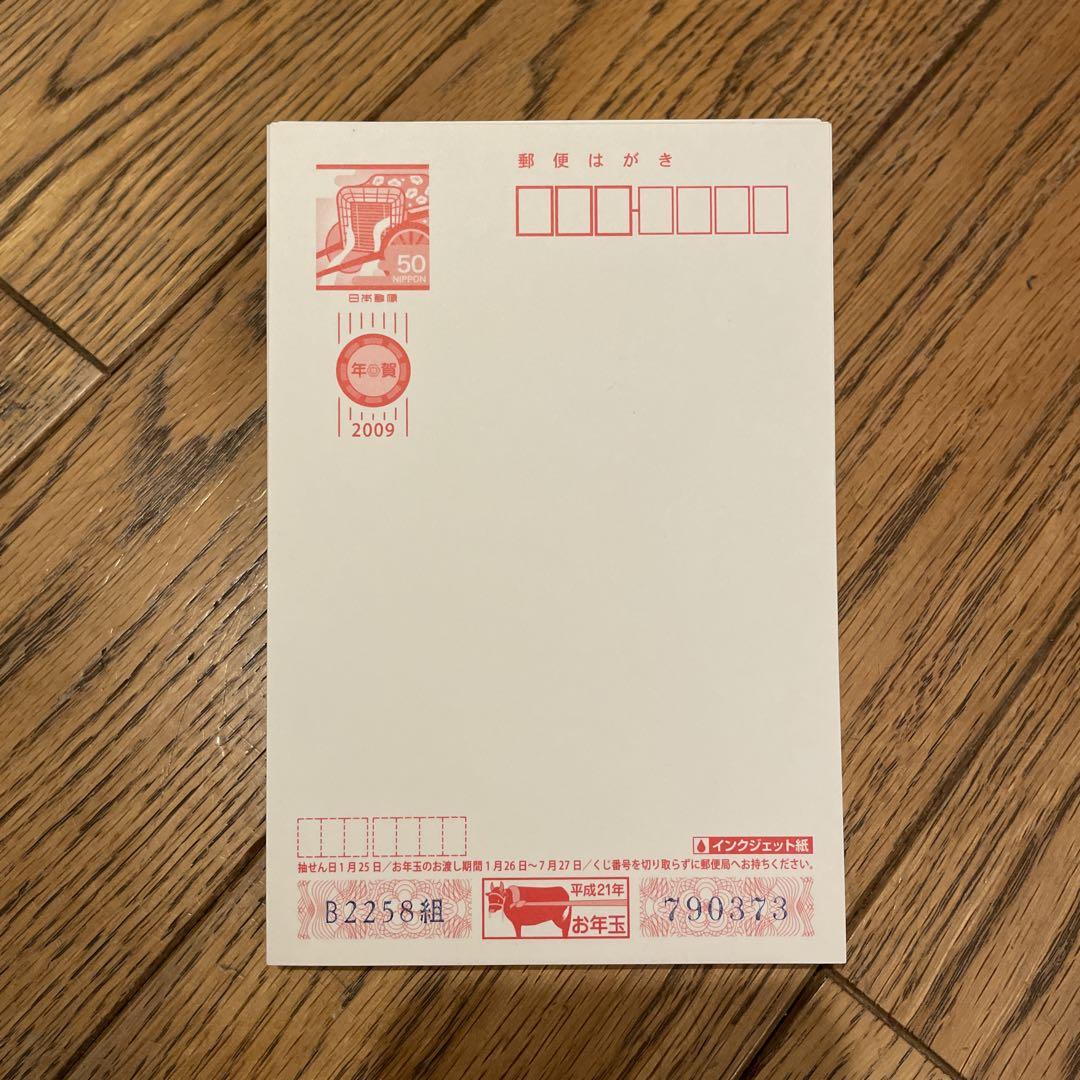 郵便はがき
50
NIPPON
日本郵便
年賀
2009
インクジェット紙
抽せん日1月25日/お年玉のお渡し期間1月26日〜7月27日/くじ番号を切り取らずに郵便局へお持ちください。
B2258組
平成21年
お年玉
790373